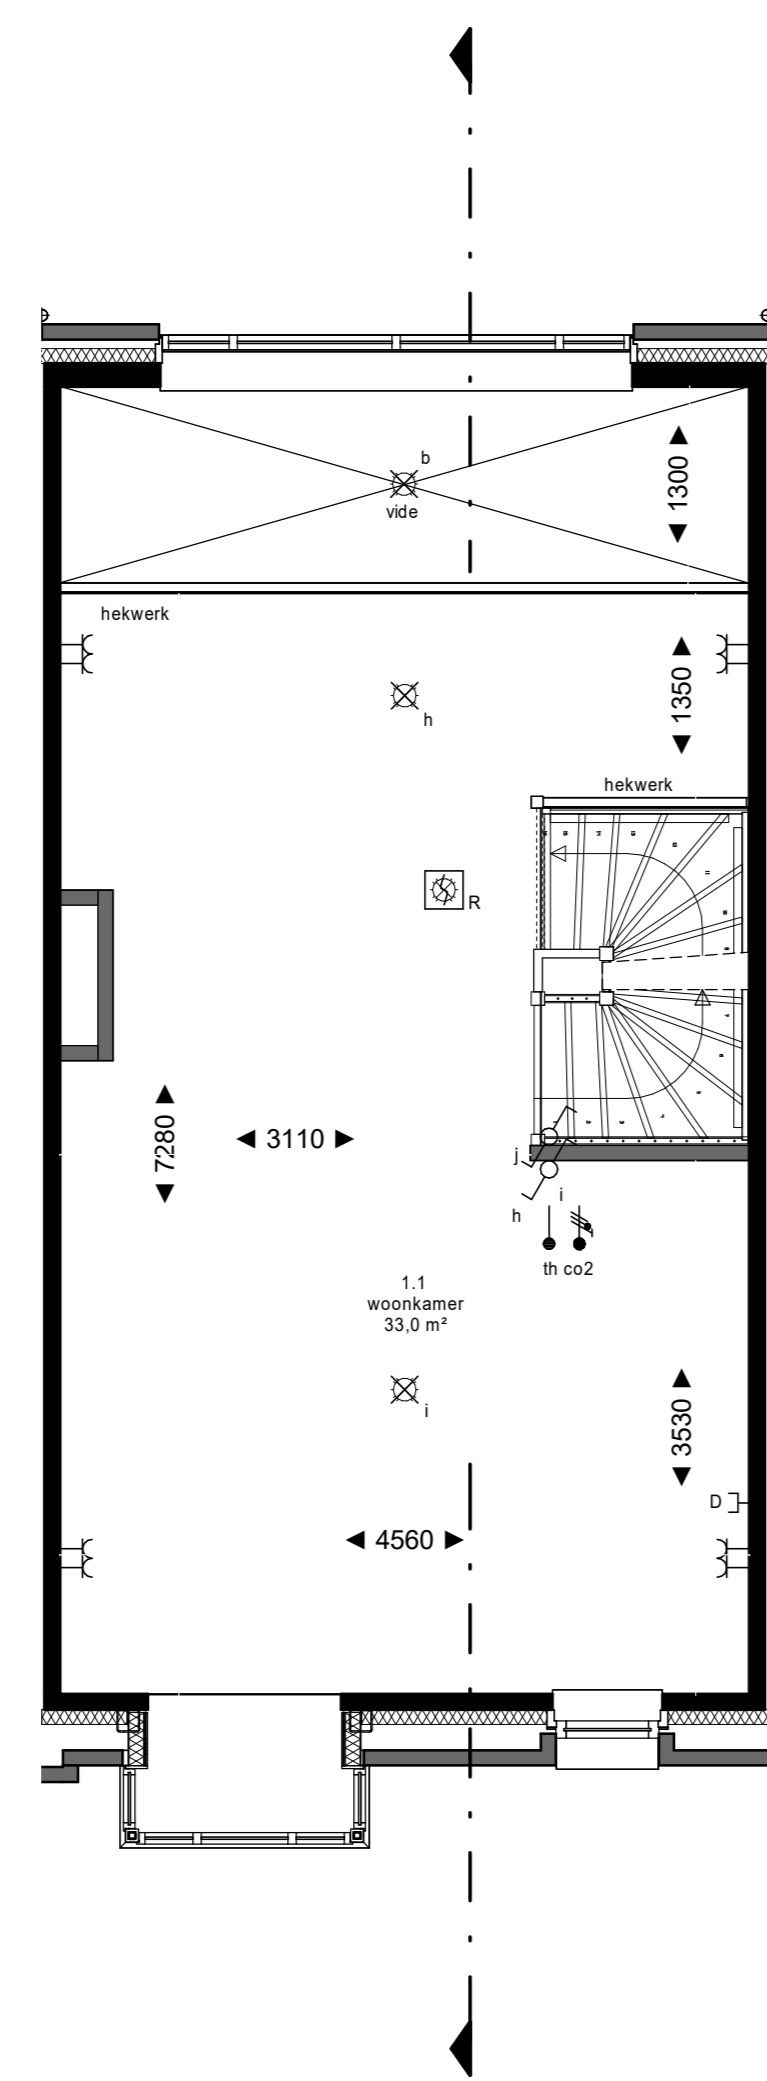 b
vide
1300
hekwerk
1350
h
hekwerk
R
7280
3110
j
h
i
th co2
1.1
woonkamer
33,0 m²
i
3530
D
4560